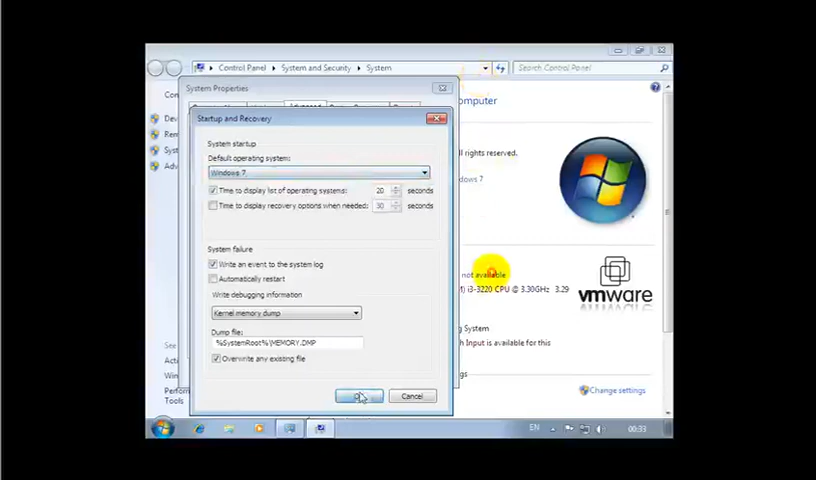 Control Panel ▸ System and Security ▸ System
Search Control Panel
System Properties
Startup and Recovery
System startup
Default operating system:
Windows 7
Time to display list of operating systems: 20 seconds
Time to display recovery options when needed: 30 seconds
System failure
Write an event to the system log
Automatically restart
Write debugging information
Kernel memory dump
Dump file:
%SystemRoot%\MEMORY.DMP
Overwrite any existing file
Cancel
ll rights reserved.
dows 7
not available
M) i3-3220 CPU @ 3.30GHz 3.29
vmware
System
h Input is available for this
Change settings
See
Tools
EN
00:33